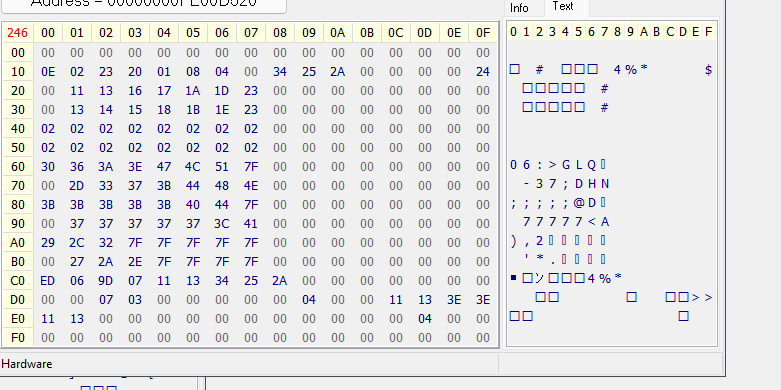 Address = 00000000FE00D520
Info Text
246 00 01 02 03 04 05 06 07 08 09 0A 0B 0C 0D 0E 0F 0 1 2 3 4 5 6 7 8 9 A B C D E F
00 00 00 00 00 00 00 00 00 00 00 00 00 00 00 00 00
10 0E 02 23 20 01 08 04 00 34 25 2A 00 00 00 00 24 □ # □□□ 4%* $
20 00 11 13 16 17 1A 1D 23 00 00 00 00 00 00 00 00 □□□□□ #
30 00 13 14 15 18 1B 1E 23 00 00 00 00 00 00 00 00 □□□□□ #
40 02 02 02 02 02 02 02 02 00 00 00 00 00 00 00 00
50 02 02 02 02 02 02 02 02 00 00 00 00 00 00 00 00
60 30 36 3A 3E 47 4C 51 7F 00 00 00 00 00 00 00 00 06:>GLQ▯
70 00 2D 33 37 3B 44 48 4E 00 00 00 00 00 00 00 00 -37;DHN
80 3B 3B 3B 3B 3B 40 44 7F 00 00 00 00 00 00 00 00 ;;;;;@D▯
90 00 37 37 37 37 37 3C 41 00 00 00 00 00 00 00 00 77777<A
A0 29 2C 32 7F 7F 7F 7F 7F 00 00 00 00 00 00 00 00 ),2▯▯▯▯▯
B0 00 27 2A 2E 7F 7F 7F 7F 00 00 00 00 00 00 00 00 '*.▯▯▯▯
C0 ED 06 9D 07 11 13 34 25 2A 00 00 00 00 00 00 00 ▪□ソ□□□4%*
D0 00 00 07 03 00 00 00 00 00 04 00 00 11 13 3E 3E □□ □ □□>>
E0 11 13 00 00 00 00 00 00 00 00 00 00 00 04 00 00 □□ □
F0 00 00 00 00 00 00 00 00 00 00 00 00 00 00 00 00
Hardware